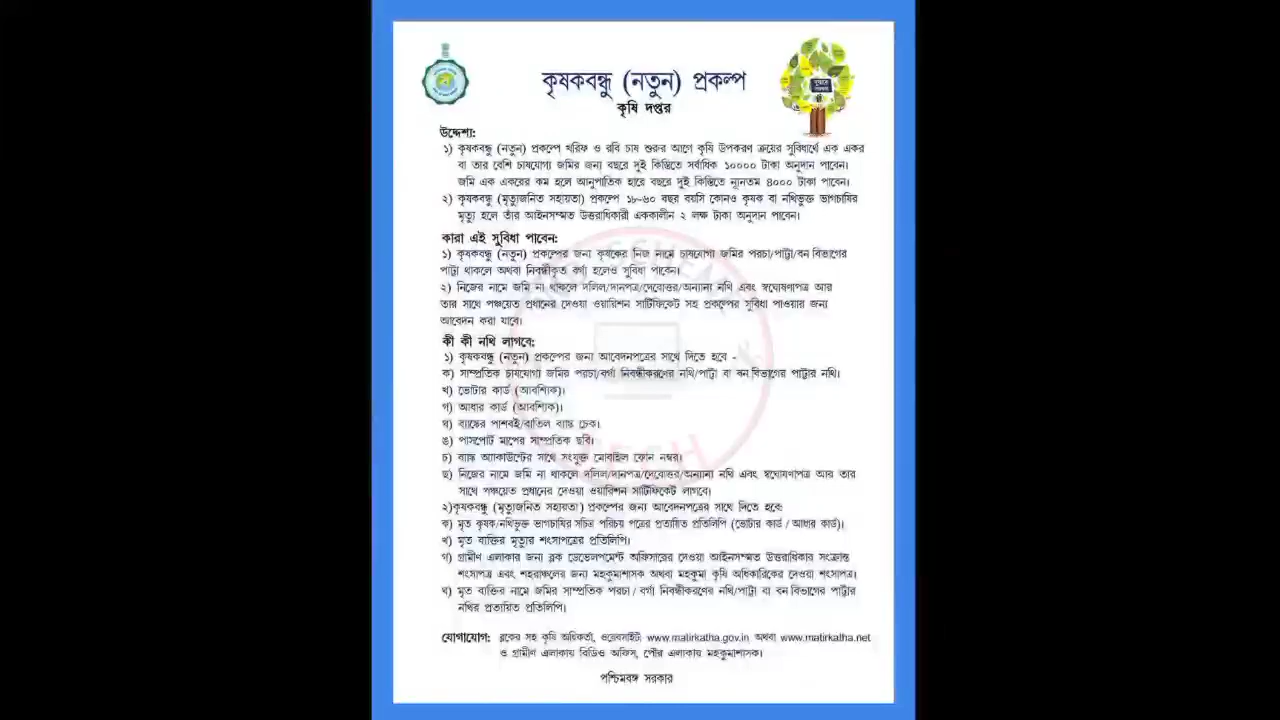 কৃষকবন্ধু (নতুন) প্রকল্প
কৃষি দপ্তর
উদ্দেশ্য:
১) কৃষকবন্ধু (নতুন) প্রকল্পে খরিফ ও রবি চাষ শুরুর আগে কৃষি উপকরণ ক্রয়ের সুবিধার্থে এক একর
বা তার বেশি চাষযোগ্য জমির জন্য বছরে দুই কিস্তিতে সর্বাধিক ১০০০০ টাকা অনুদান পাবেন।
জমি এক একরের কম হলে আনুপাতিক হারে বছরে দুই কিস্তিতে ন্যূনতম ৪০০০ টাকা পাবেন।
২) কৃষকবন্ধু (মৃত্যুজনিত সহায়তা) প্রকল্পে ১৮-৬০ বছর বয়সি কোনও কৃষক বা নথিভুক্ত ভাগচাষির
মৃত্যু হলে তাঁর আইনসম্মত উত্তরাধিকারী এককালীন ২ লক্ষ টাকা অনুদান পাবেন।
কারা এই সুবিধা পাবেন:
১) কৃষকবন্ধু (নতুন) প্রকল্পের জন্য কৃষকের নিজ নামে চাষযোগ্য জমির পরচা/পাট্টা/বন বিভাগের
পাট্টা থাকলে অথবা নিবন্ধীকৃত বর্গা হলেও সুবিধা পাবেন।
২) নিজের নামে জমি না থাকলে দলিল/দানপত্র/দেবোত্তর/অন্যান্য নথি এবং স্বঘোষণাপত্র আর
তার সাথে পঞ্চায়েত প্রধানের দেওয়া ওয়ারিশন সার্টিফিকেট সহ প্রকল্পের সুবিধা পাওয়ার জন্য
আবেদন করা যাবে।
কী কী নথি লাগবে:
১) কৃষকবন্ধু (নতুন) প্রকল্পের জন্য আবেদনপত্রের সাথে দিতে হবে -
ক) সাম্প্রতিক চাষযোগ্য জমির পরচা/বর্গা নিবন্ধীকরণের নথি/পাট্টা বা বন বিভাগের পাট্টার নথি।
খ) ভোটার কার্ড (আবশ্যিক)।
গ) আধার কার্ড (আবশ্যিক)।
ঘ) ব্যাঙ্কের পাশবই/বাতিল ব্যাঙ্ক চেক।
ঙ) পাসপোর্ট মাপের সাম্প্রতিক ছবি।
চ) ব্যাঙ্ক অ্যাকাউন্টের সাথে সংযুক্ত মোবাইল ফোন নম্বর।
ছ) নিজের নামে জমি না থাকলে দলিল/দানপত্র/দেবোত্তর/অন্যান্য নথি এবং স্বঘোষণাপত্র আর তার
সাথে পঞ্চায়েত প্রধানের দেওয়া ওয়ারিশন সার্টিফিকেট লাগবে।
২)কৃষকবন্ধু (মৃত্যুজনিত সহায়তা) প্রকল্পের জন্য আবেদনপত্রের সাথে দিতে হবে:
ক) মৃত কৃষক/নথিভুক্ত ভাগচাষির সচিত্র পরিচয় পত্রের প্রত্যয়িত প্রতিলিপি (ভোটার কার্ড / আধার কার্ড)।
খ) মৃত ব্যক্তির মৃত্যুর শংসাপত্রের প্রতিলিপি।
গ) গ্রামীণ এলাকার জন্য ব্লক ডেভেলপমেন্ট অফিসারের দেওয়া আইনসম্মত উত্তরাধিকার সংক্রান্ত
শংসাপত্র এবং শহরাঞ্চলের জন্য মহকুমাশাসক অথবা মহকুমা কৃষি অধিকারিকের দেওয়া শংসাপত্র।
ঘ) মৃত ব্যক্তির নামে জমির সাম্প্রতিক পরচা / বর্গা নিবন্ধীকরণের নথি/পাট্টা বা বন বিভাগের পাট্টার
নথির প্রত্যয়িত প্রতিলিপি।
যোগাযোগ: ব্লকের সহ কৃষি অধিকর্তা, ওয়েবসাইট: www.matirkatha.gov.in অথবা www.matirkatha.net
ও গ্রামীণ এলাকায় বিডিও অফিস, পৌর এলাকায় মহকুমাশাসক।
পশ্চিমবঙ্গ সরকার